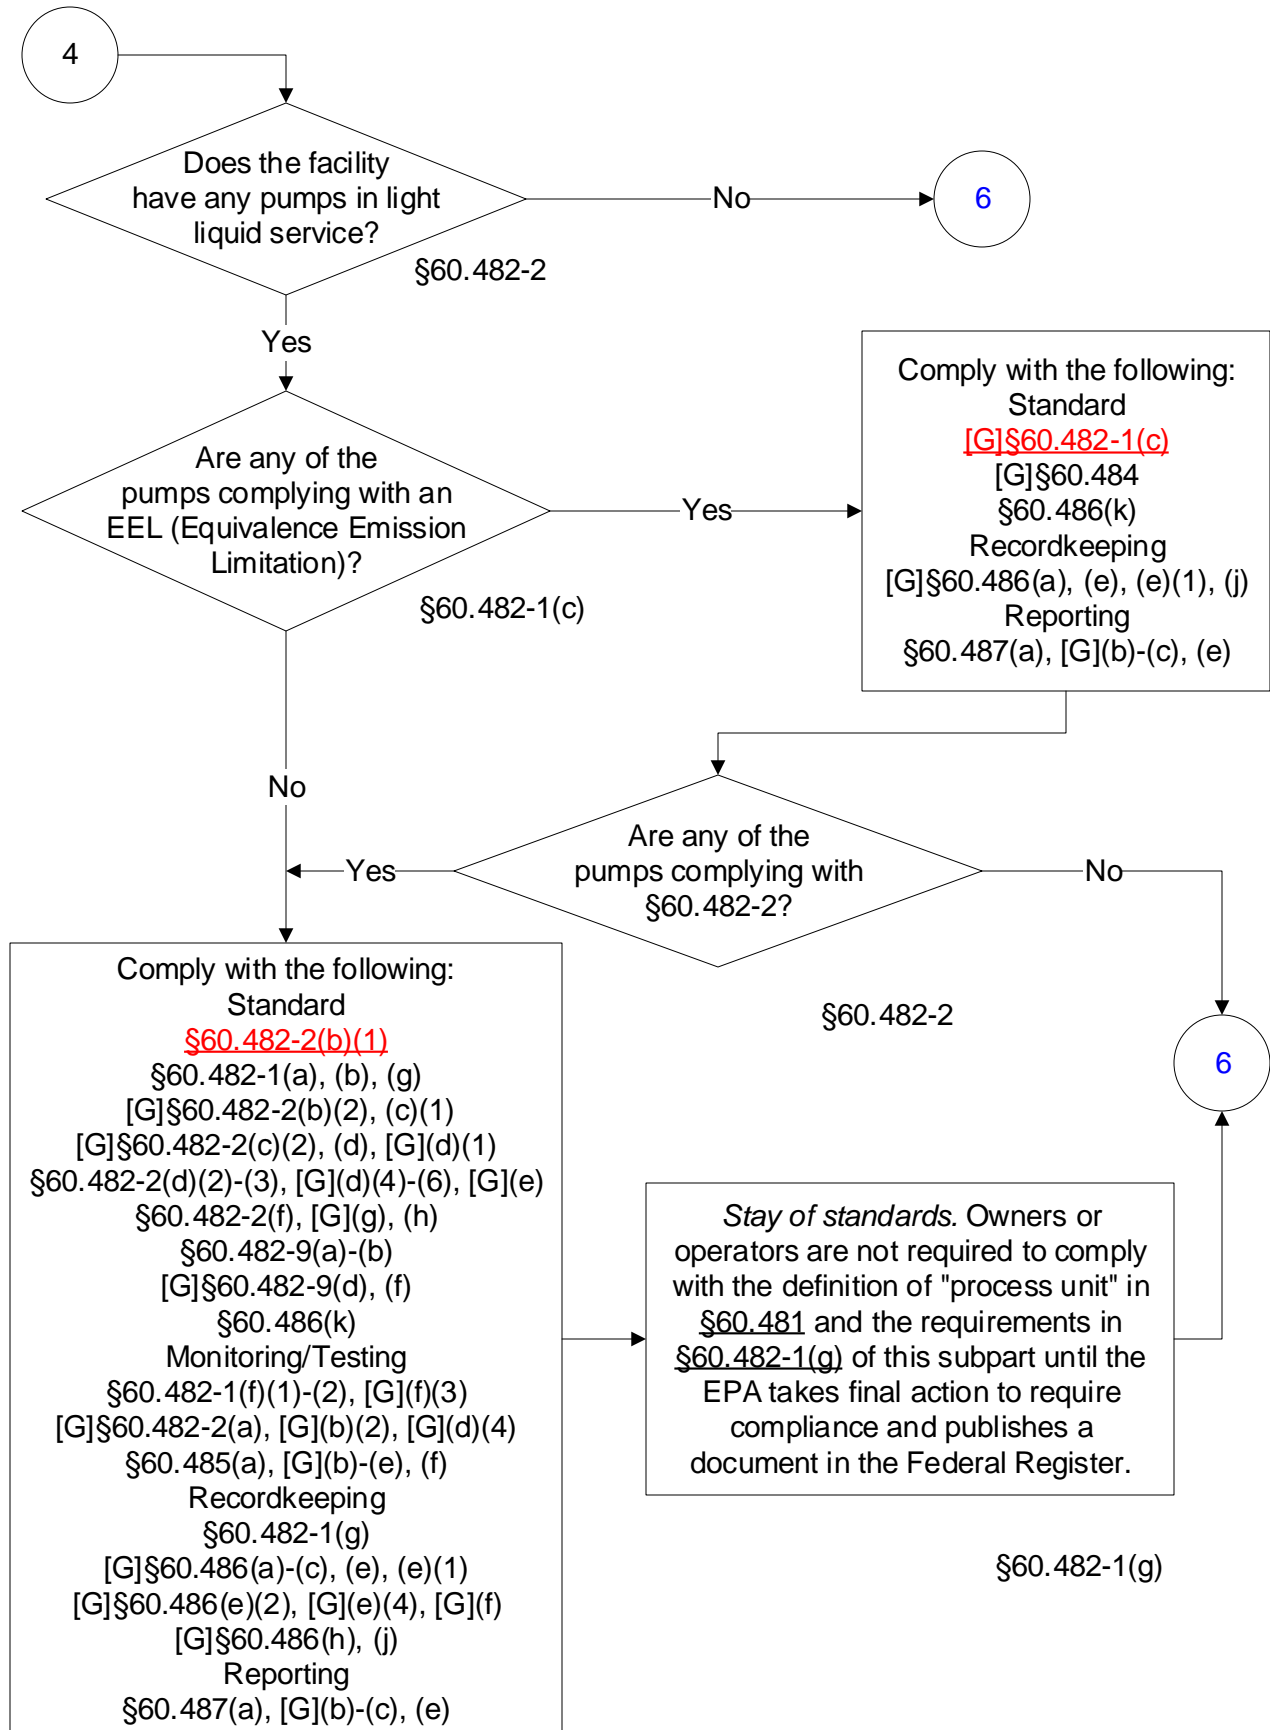 4
Does the facility
have any pumps in light
liquid service?
No
6
§60.482-2
Yes
Are any of the
pumps complying with an
EEL (Equivalence Emission
Limitation)?
Yes
§60.482-1(c)
Comply with the following:
Standard
[G]§60.482-1(c)
[G]§60.484
§60.486(k)
Recordkeeping
[G]§60.486(a), (e), (e)(1), (j)
Reporting
§60.487(a), [G](b)-(c), (e)
No
Are any of the
pumps complying with
§60.482-2?
Yes
No
§60.482-2
6
Comply with the following:
Standard
§60.482-2(b)(1)
§60.482-1(a), (b), (g)
[G]§60.482-2(b)(2), (c)(1)
[G]§60.482-2(c)(2), (d), [G](d)(1)
§60.482-2(d)(2)-(3), [G](d)(4)-(6), [G](e)
§60.482-2(f), [G](g), (h)
§60.482-9(a)-(b)
[G]§60.482-9(d), (f)
§60.486(k)
Monitoring/Testing
§60.482-1(f)(1)-(2), [G](f)(3)
[G]§60.482-2(a), [G](b)(2), [G](d)(4)
§60.485(a), [G](b)-(e), (f)
Recordkeeping
§60.482-1(g)
[G]§60.486(a)-(c), (e), (e)(1)
[G]§60.486(e)(2), [G](e)(4), [G](f)
[G]§60.486(h), (j)
Reporting
§60.487(a), [G](b)-(c), (e)
Stay of standards. Owners or
operators are not required to comply
with the definition of "process unit" in
§60.481 and the requirements in
§60.482-1(g) of this subpart until the
EPA takes final action to require
compliance and publishes a
document in the Federal Register.
§60.482-1(g)